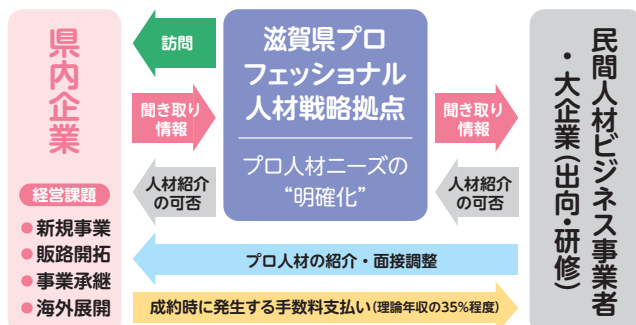 県内企業
経営課題
●新規事業
●販路開拓
●事業承継
●海外展開
訪問
聞き取り
情報
人材紹介
の可否
滋賀県プロ
フェッショナル
人材戦略拠点
プロ人材ニーズの
“明確化”
聞き取り
情報
人材紹介
の可否
プロ人材の紹介・面接調整
成約時に発生する手数料支払い(理論年収の35%程度)
民間人材ビジネス事業者
・大企業(出向・研修)